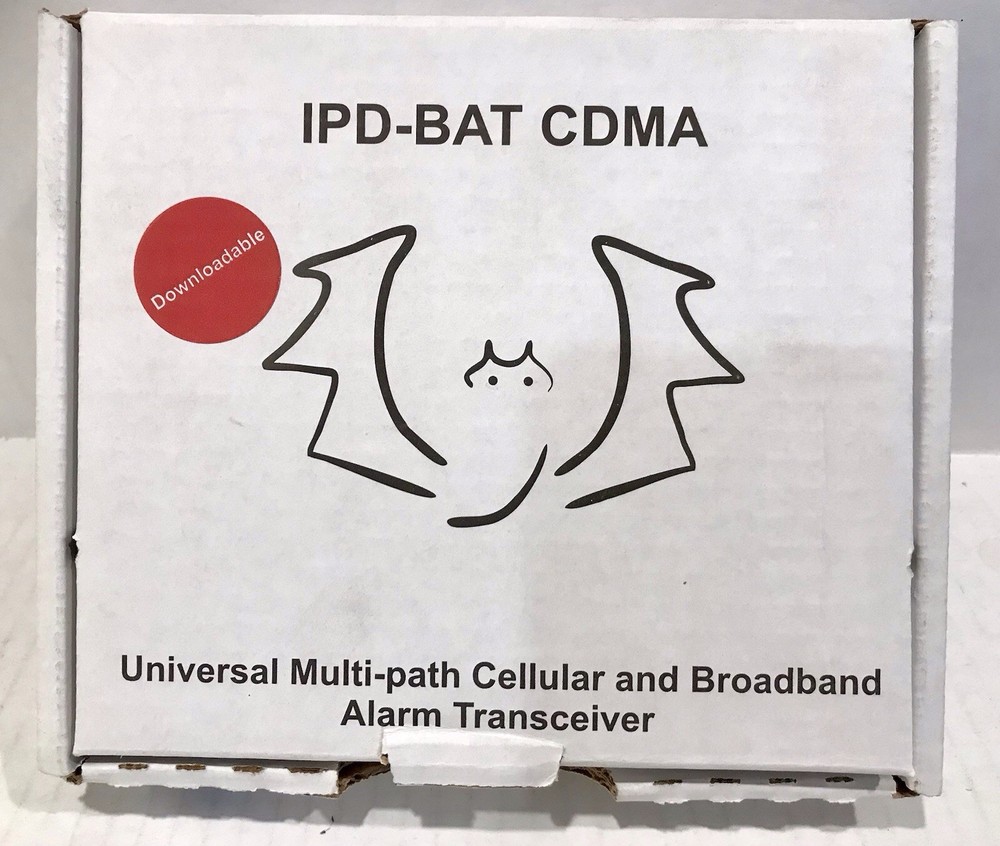 IPD-BAT CDMA
Downloadable
Universal Multi-path Cellular and Broadband
Alarm Transceiver